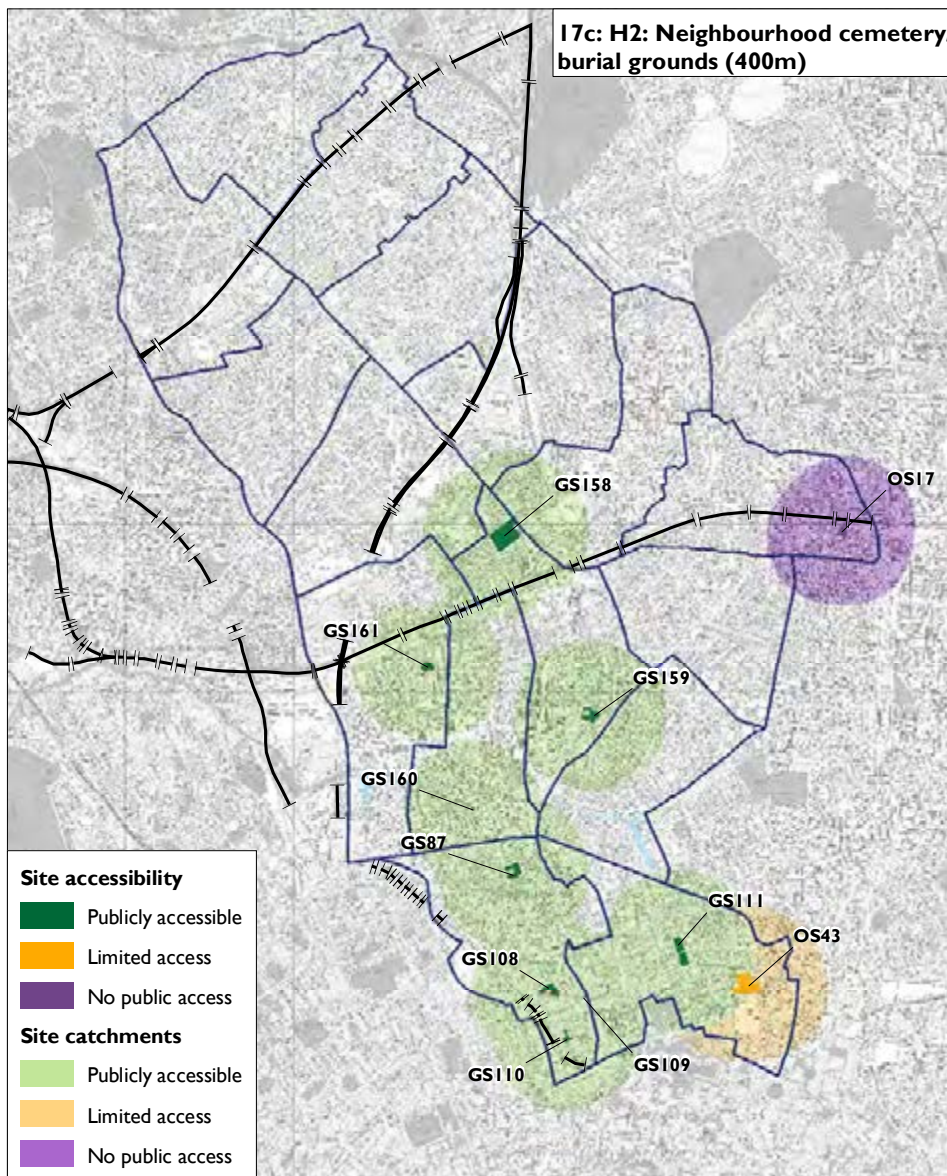 17c: H2: Neighbourhood cemetery,
burial grounds (400m)
GS158
OS17
GS161
GS159
GS160
GS87
GS111
OS43
GS108
GS110
GS109
Site accessibility
Publicly accessible
Limited access
No public access
Site catchments
Publicly accessible
Limited access
No public access